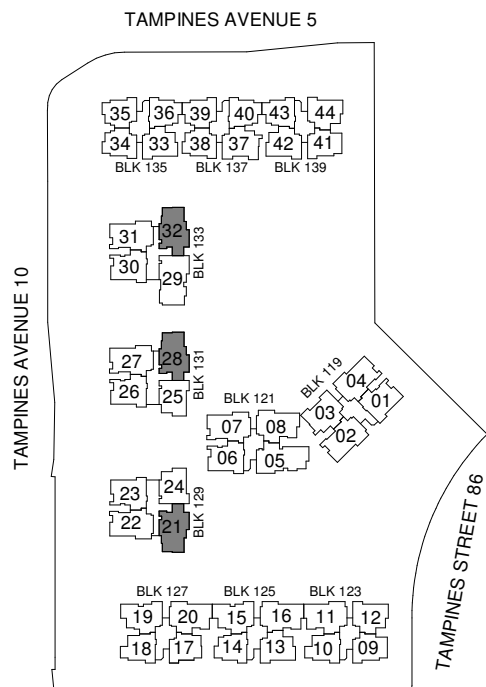 TAMPINES AVENUE 5
35 36 39 40 43 44
34 33 38 37 42 41
BLK 135 BLK 137 BLK 139
31 32
30 29
BLK 133
TAMPINES AVENUE 10
27 28
26 25
BLK 131
BLK 119
04
03 01
02
BLK 121
07 08
06 05
23 24
22 21
BLK 129
TAMPINES STREET 86
BLK 127 BLK 125 BLK 123
19 20 15 16 11 12
18 17 14 13 10 09